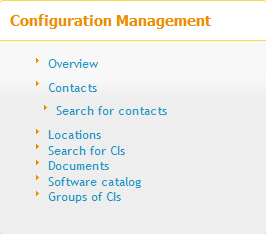 Configuration Management
Overview
Contacts
Search for contacts
Locations
Search for CIs
Documents
Software catalog
Groups of CIs